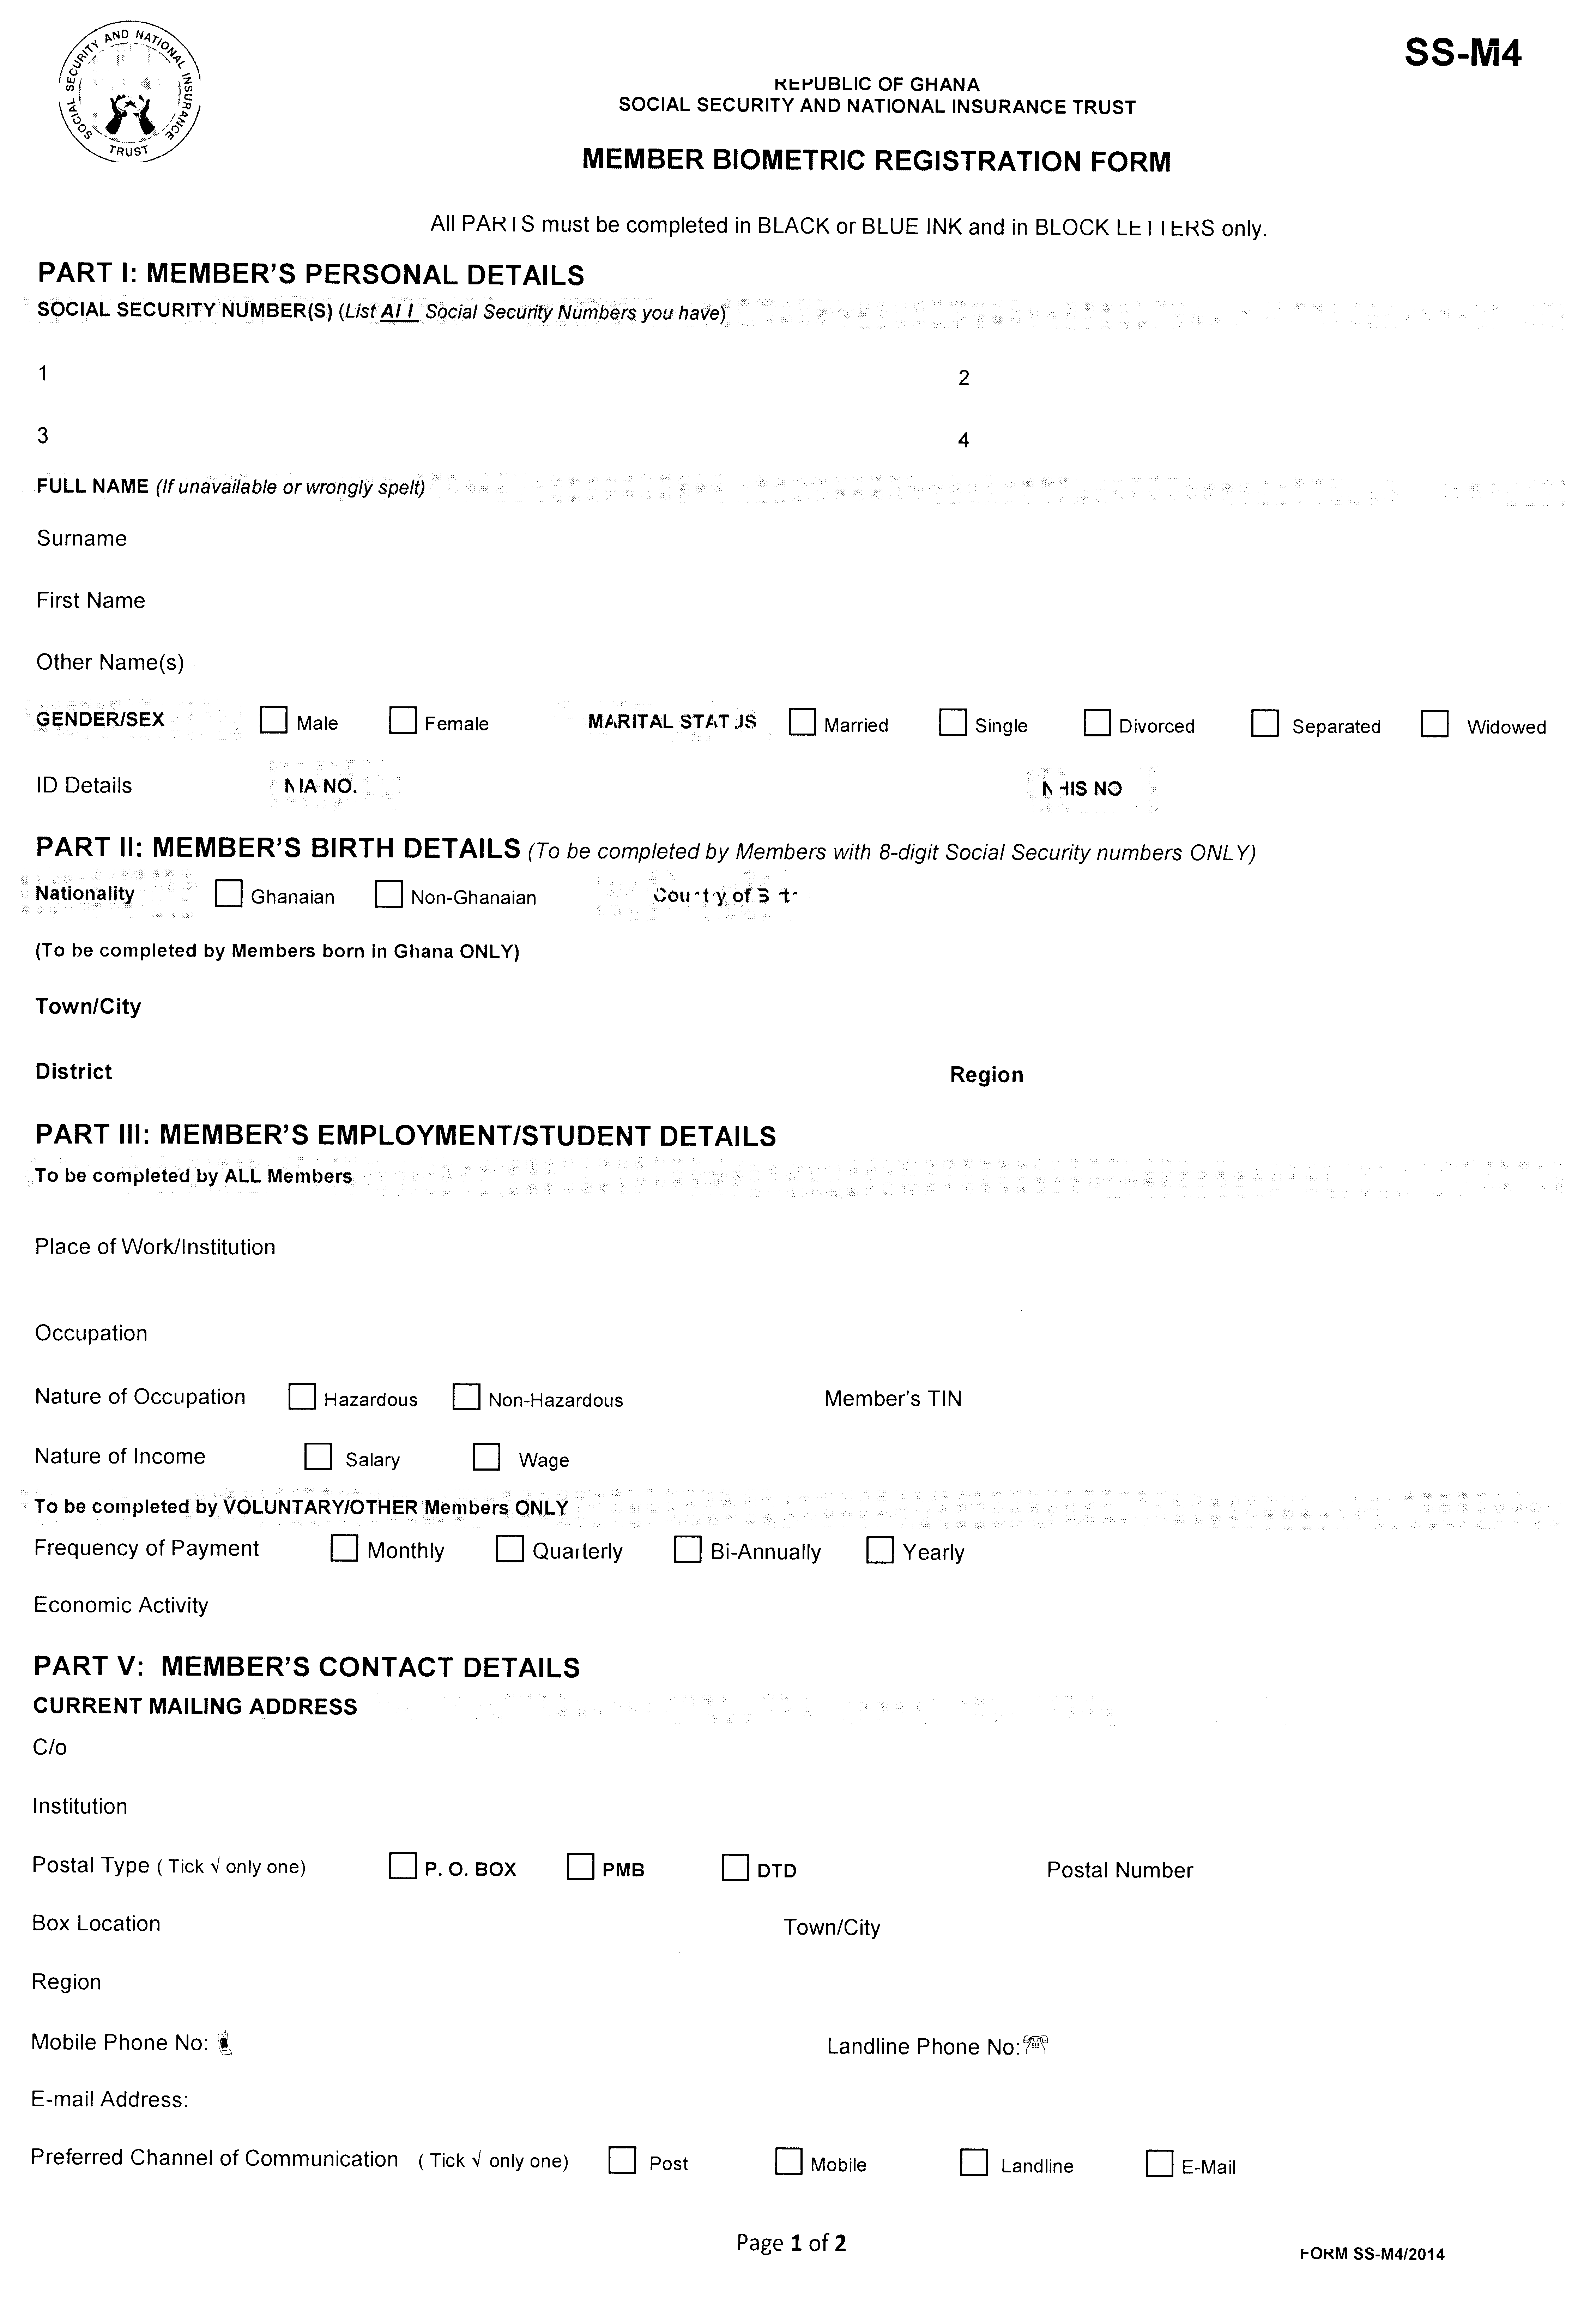 SOCIAL SECURITY AND NATIONAL INSURANCE TRUST
SS-M4
REPUBLIC OF GHANA
SOCIAL SECURITY AND NATIONAL INSURANCE TRUST
MEMBER BIOMETRIC REGISTRATION FORM
All PARTS must be completed in BLACK or BLUE INK and in BLOCK LETTERS only.
PART I: MEMBER'S PERSONAL DETAILS
SOCIAL SECURITY NUMBER(S) (List ALL Social Security Numbers you have)
1 2
3 4
FULL NAME (If unavailable or wrongly spelt)
Surname
First Name
Other Name(s)
GENDER/SEX Male Female MARITAL STATUS Married Single Divorced Separated Widowed
ID Details NIA NO. NHIS NO
PART II: MEMBER'S BIRTH DETAILS (To be completed by Members with 8-digit Social Security numbers ONLY)
Nationality Ghanaian Non-Ghanaian of
(To be completed by Members born in Ghana ONLY)
Town/City
District Region
PART III: MEMBER'S EMPLOYMENT/STUDENT DETAILS
To be completed by ALL Members
Place of Work/Institution
Occupation
Nature of Occupation Hazardous Non-Hazardous Member's TIN
Nature of Income Salary Wage
To be completed by VOLUNTARY/OTHER Members ONLY
Frequency of Payment Monthly Quarterly Bi-Annually Yearly
Economic Activity
PART V: MEMBER'S CONTACT DETAILS
CURRENT MAILING ADDRESS
C/o
Institution
Postal Type ( Tick √ only one) P. O. BOX PMB DTD Postal Number
Box Location Town/City
Region
Mobile Phone No: Landline Phone No:
E-mail Address:
Preferred Channel of Communication ( Tick √ only one) Post Mobile Landline E-Mail
Page 1 of 2
FORM SS-M4/2014